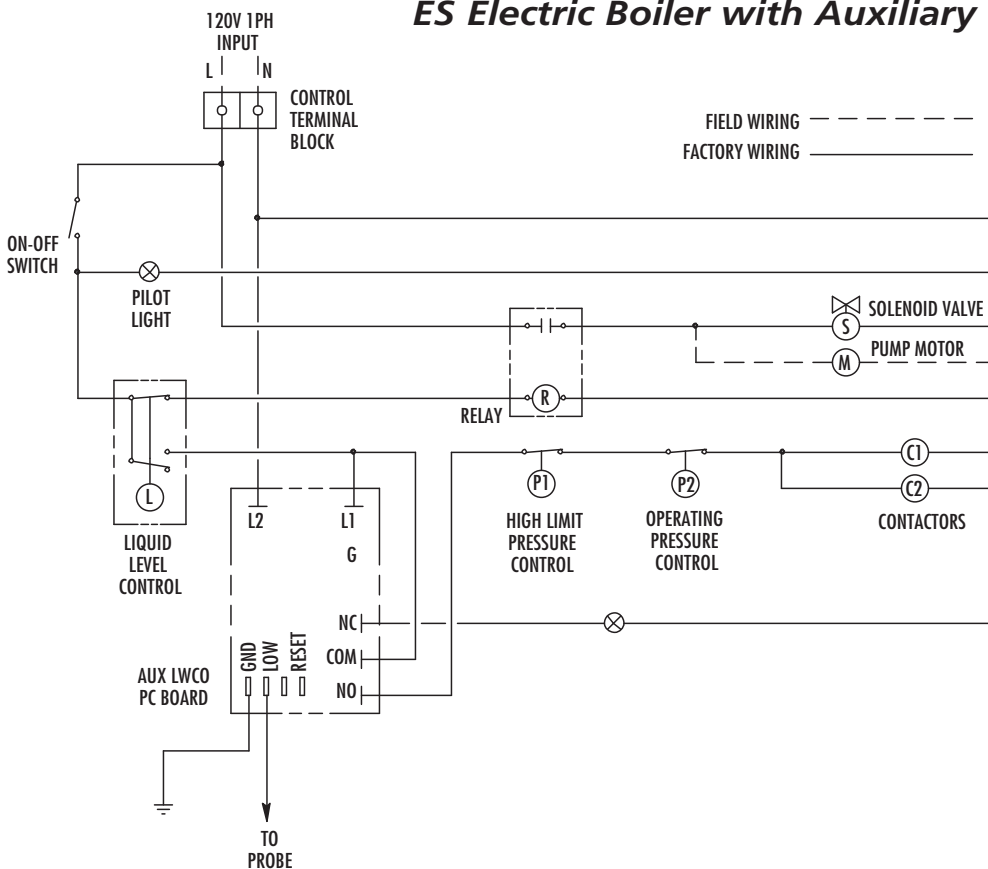 ES Electric Boiler with Auxiliary
120V 1PH
INPUT
L N
CONTROL
TERMINAL
BLOCK
FIELD WIRING
FACTORY WIRING
ON-OFF
SWITCH
PILOT
LIGHT
S
SOLENOID VALVE
M
PUMP MOTOR
R
RELAY
L
LIQUID
LEVEL
CONTROL
L2 L1
G
P1
HIGH LIMIT
PRESSURE
CONTROL
P2
OPERATING
PRESSURE
CONTROL
C1
C2
CONTACTORS
NC
COM
NO
GND
LOW
RESET
AUX LWCO
PC BOARD
TO
PROBE